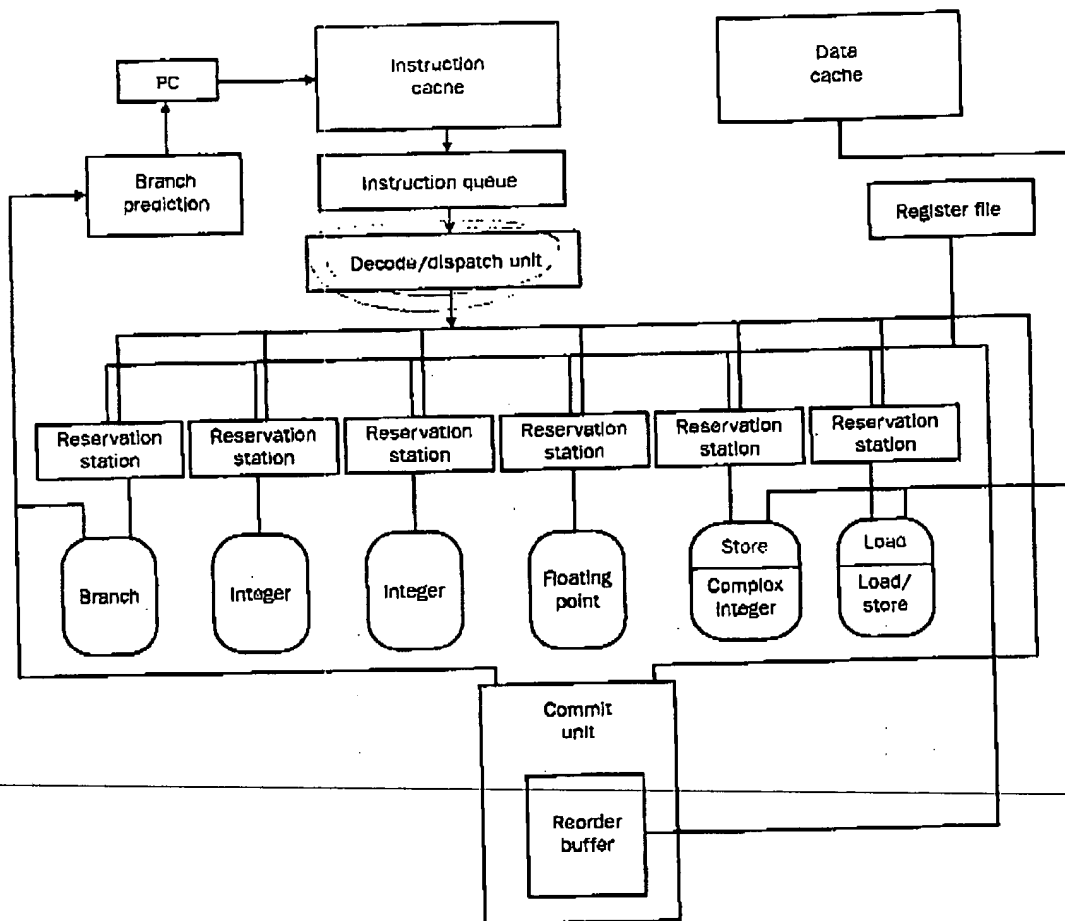 PC
Instruction
cache
Data
cache
Branch
prediction
Instruction queue
Register file
Decode/dispatch unit
Reservation
station
Reservation
station
Reservation
station
Reservation
station
Reservation
station
Reservation
station
Branch
Integer
Integer
Floating
point
Store
Complex
Integer
Load
Load/
store
Commit
unit
Reorder
buffer